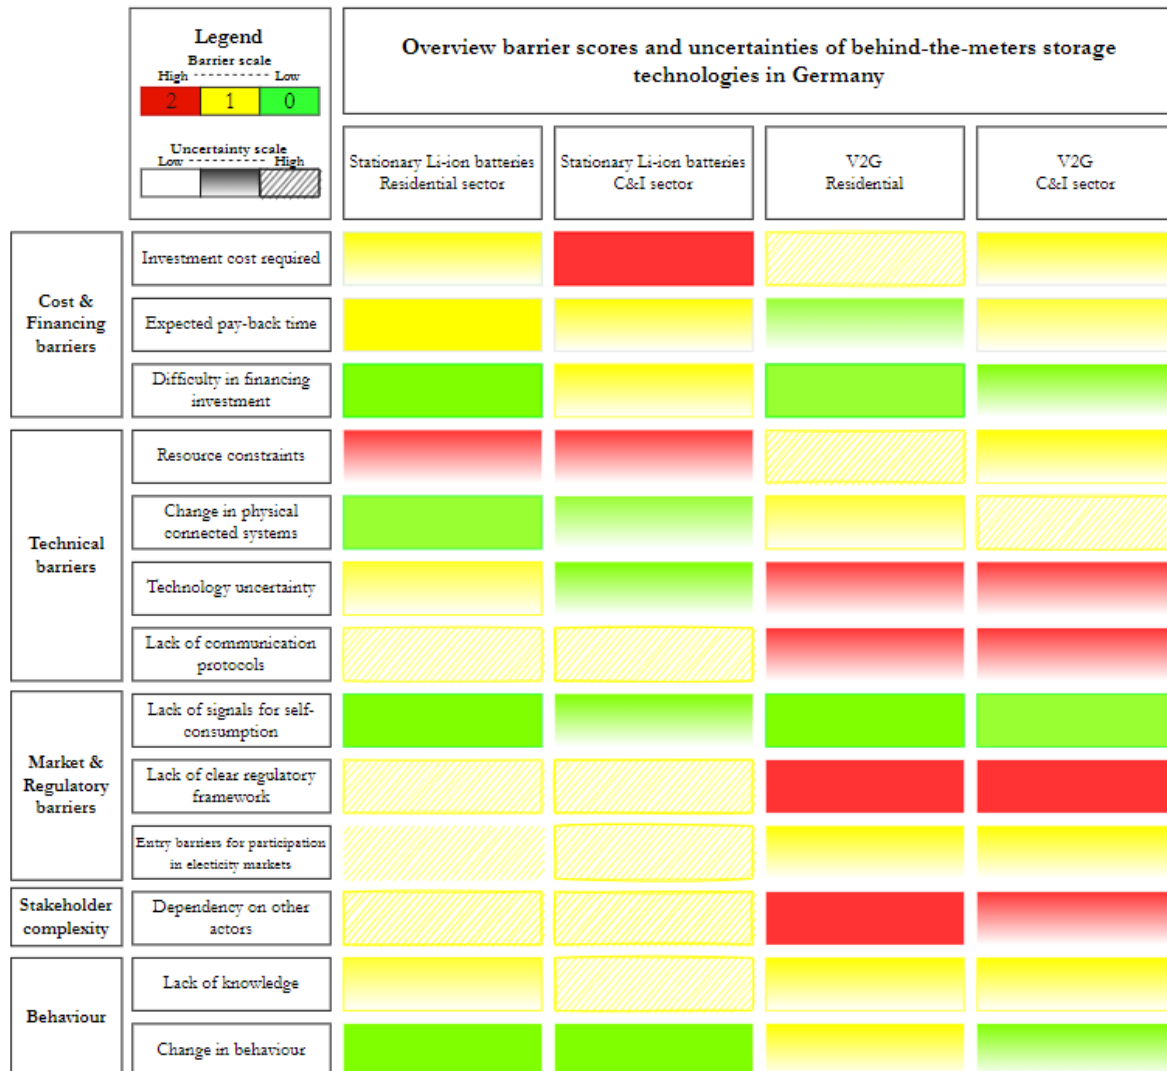 Legend
Barrier scale
High ---------- Low
2 1 0
Uncertainty scale
Low ---------- High
Overview barrier scores and uncertainties of behind-the-meters storage
technologies in Germany
Stationary Li-ion batteries
Residential sector
Stationary Li-ion batteries
C&I sector
V2G
Residential
V2G
C&I sector
Cost &
Financing
barriers
Investment cost required
Expected pay-back time
Difficulty in financing
investment
Technical
barriers
Resource constraints
Change in physical
connected systems
Technology uncertainty
Lack of communication
protocols
Market &
Regulatory
barriers
Lack of signals for self-
consumption
Lack of clear regulatory
framework
Entry barriers for participation
in electicity markets
Stakeholder
complexity
Dependency on other
actors
Behaviour
Lack of knowledge
Change in behaviour